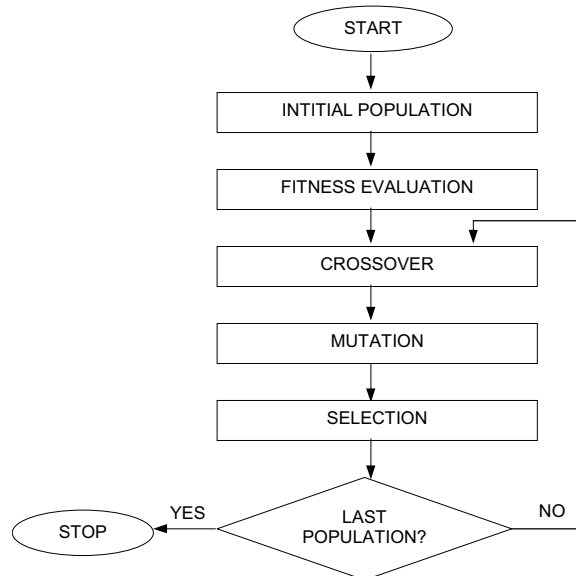 START
INTITIAL POPULATION
FITNESS EVALUATION
CROSSOVER
MUTATION
SELECTION
LAST
POPULATION?
YES
NO
STOP